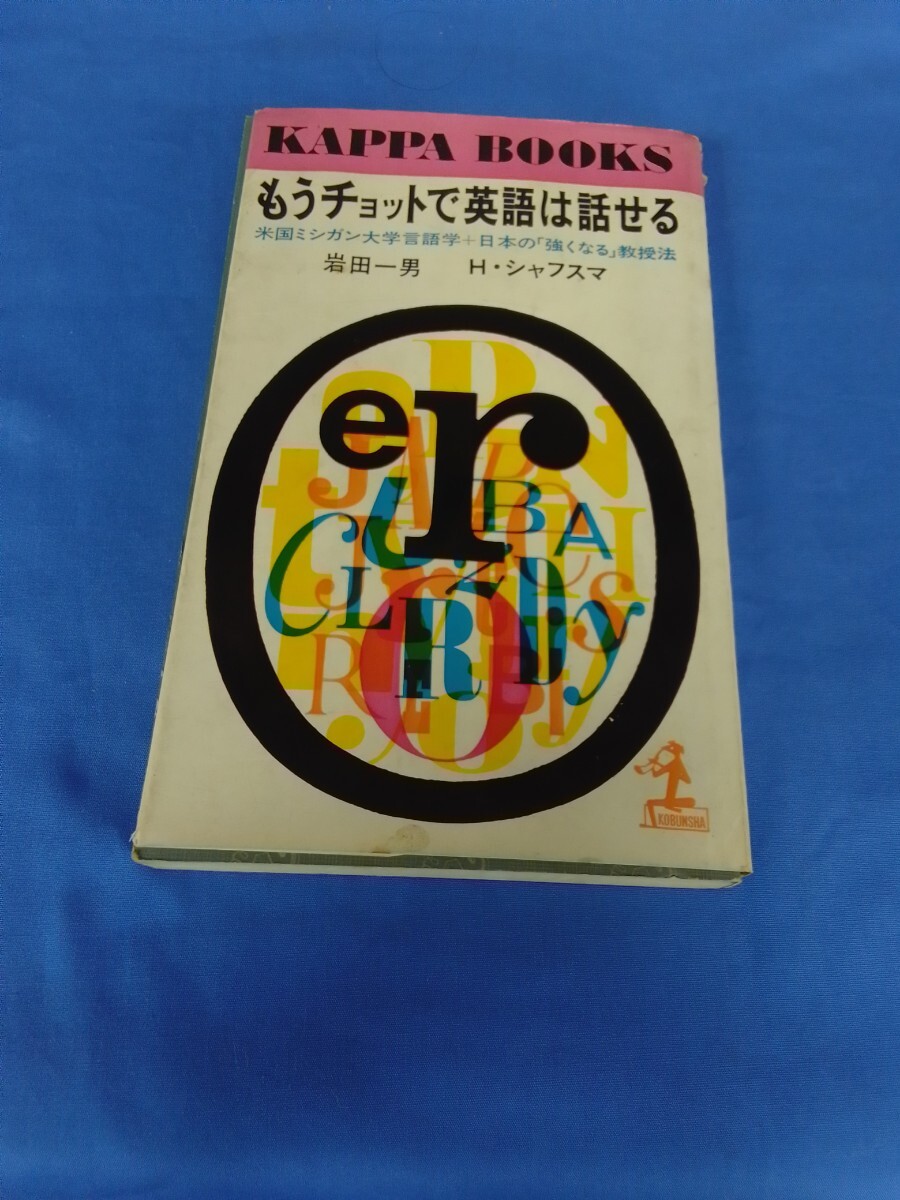 KAPPA BOOKS
もうチョットで英語は話せる
米国ミシガン大学言語学+日本の「強くなる」教授法
岩田一男 H・シャフスマ
er
KOBUNSHA